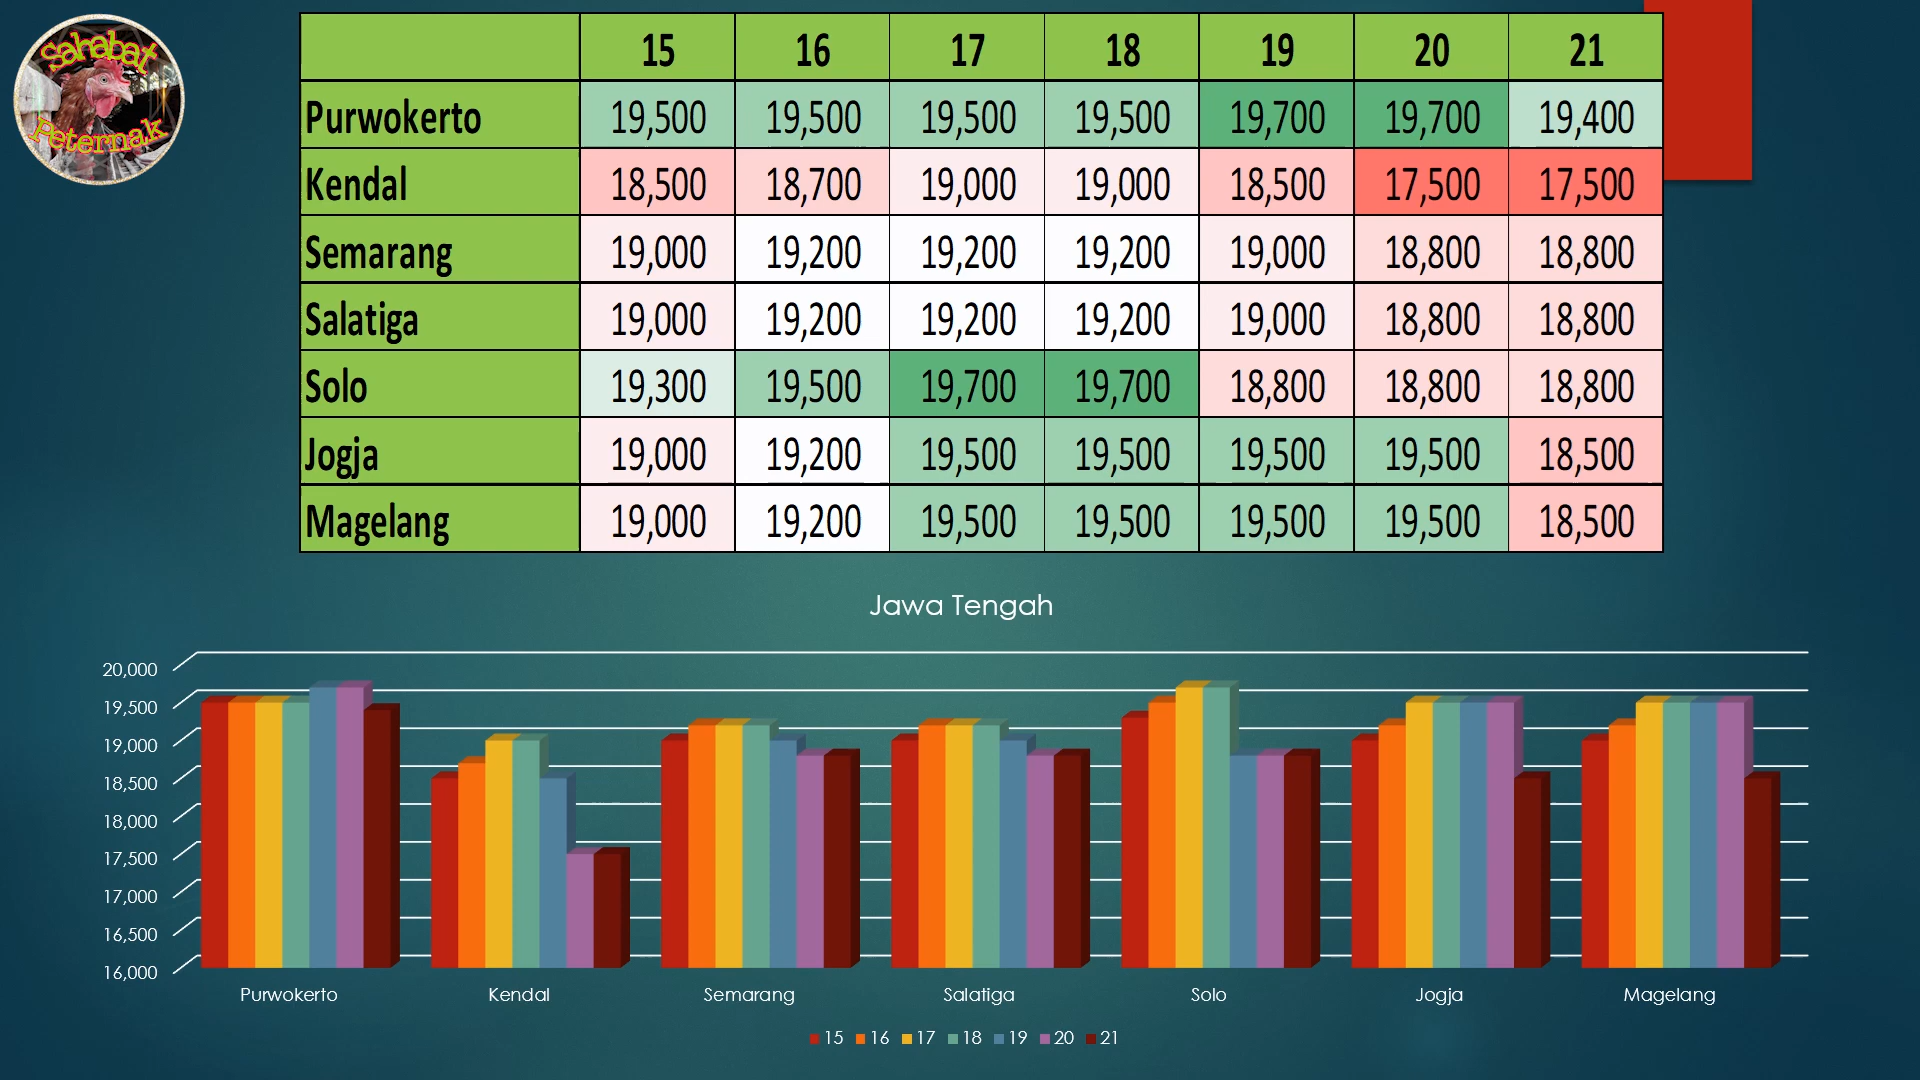 Sahabat
Peternak
15 16 17 18 19 20 21
Purwokerto 19,500 19,500 19,500 19,500 19,700 19,700 19,400
Kendal 18,500 18,700 19,000 19,000 18,500 17,500 17,500
Semarang 19,000 19,200 19,200 19,200 19,000 18,800 18,800
Salatiga 19,000 19,200 19,200 19,200 19,000 18,800 18,800
Solo 19,300 19,500 19,700 19,700 18,800 18,800 18,800
Jogja 19,000 19,200 19,500 19,500 19,500 19,500 18,500
Magelang 19,000 19,200 19,500 19,500 19,500 19,500 18,500
Jawa Tengah
20,000
19,500
19,000
18,500
18,000
17,500
17,000
16,500
16,000
Purwokerto Kendal Semarang Salatiga Solo Jogja Magelang
15 16 17 18 19 20 21